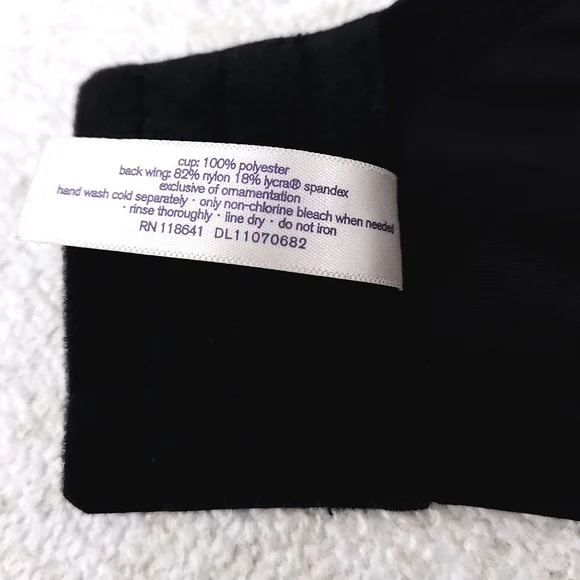 cup: 100% polyester
back wing: 82% nylon 18% lycra® spandex
exclusive of ornamentation
hand wash cold separately · only non-chlorine bleach when needed
· rinse thoroughly · line dry · do not iron
RN 118641 DL11070682